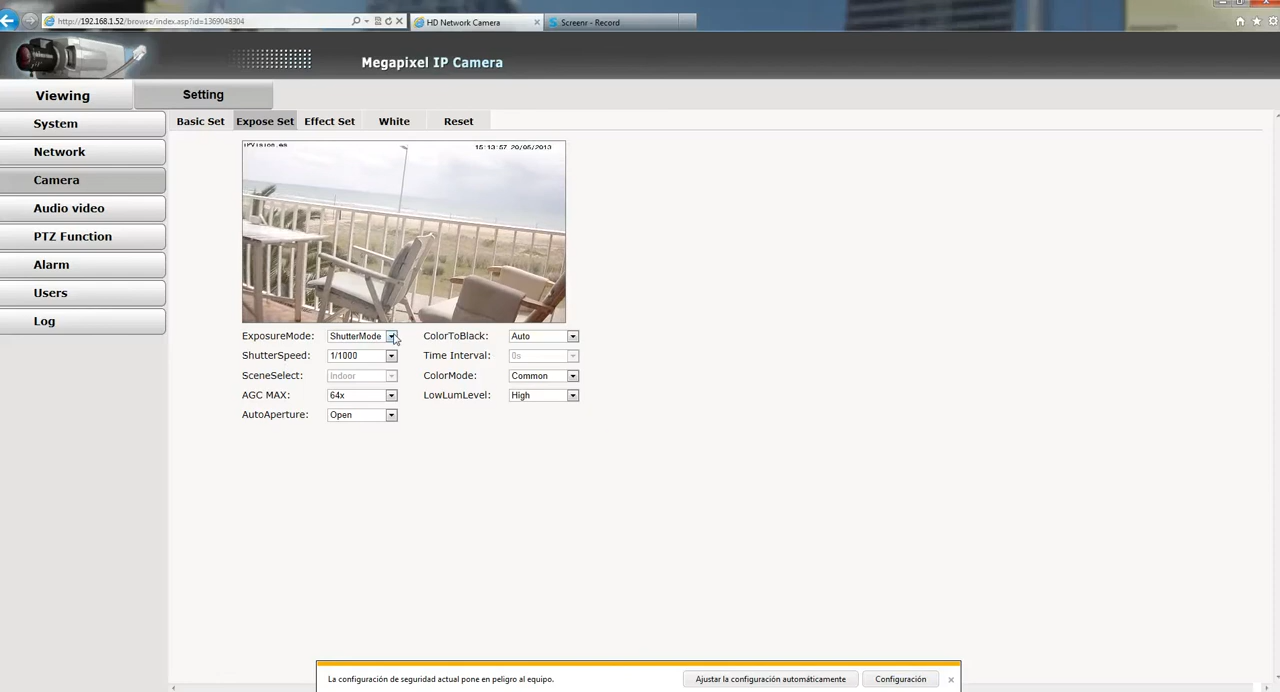 http://192.168.1.52/browse/index.asp?id=1369048304
HD Network Camera
Screenr - Record
Megapixel IP Camera
Viewing
Setting
System
Network
Camera
Audio video
PTZ Function
Alarm
Users
Log
Basic Set
Expose Set
Effect Set
White
Reset
IPVision.es
15:13:57 20/05/2013
ExposureMode: ShutterMode
ColorToBlack: Auto
ShutterSpeed: 1/1000
Time Interval: 0s
SceneSelect: Indoor
ColorMode: Common
AGC MAX: 64x
LowLumLevel: High
AutoAperture: Open
La configuración de seguridad actual pone en peligro al equipo.
Ajustar la configuración automáticamente
Configuración